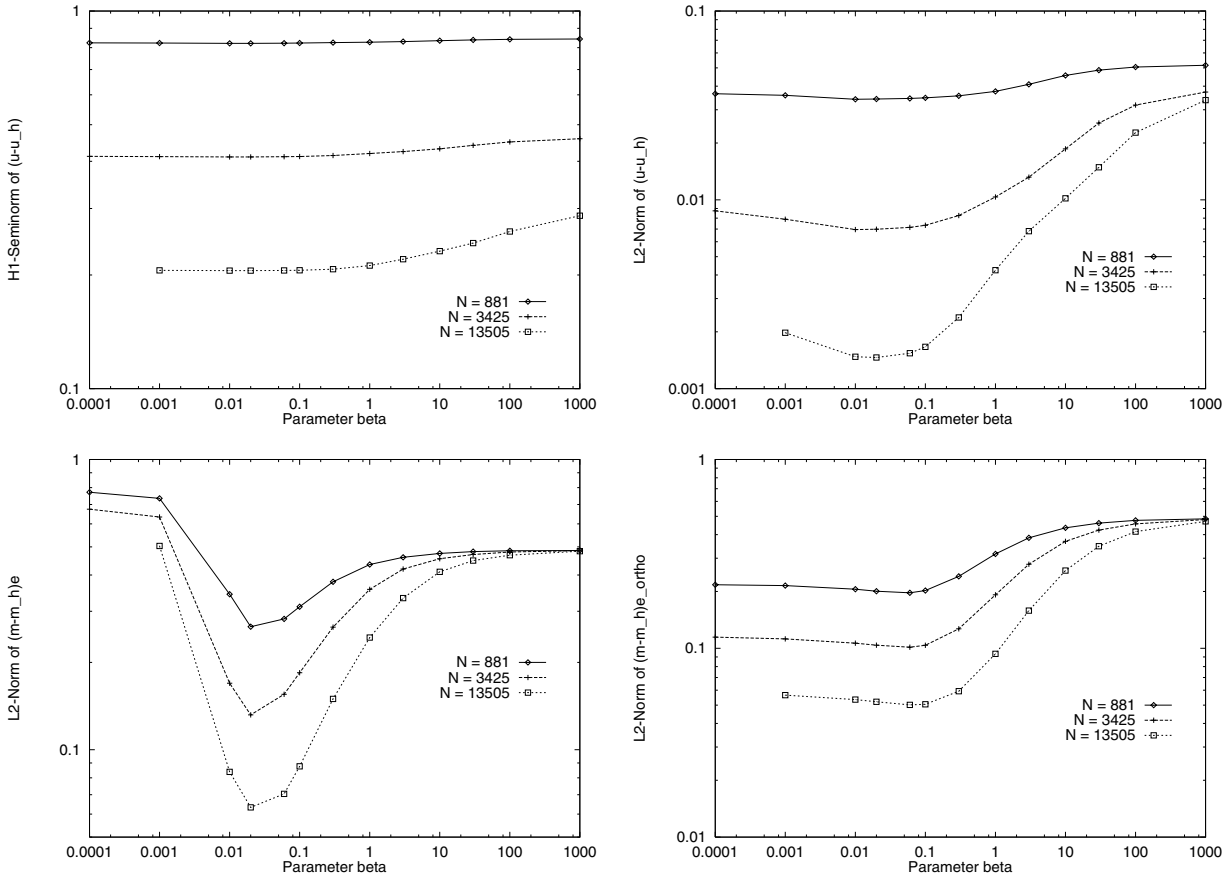 1
0.1
H1-Seminorm of (u-u_h)
N = 881
N = 3425
N = 13505
0.0001 0.001 0.01 0.1 1 10 100 1000
Parameter beta
0.1
0.01
0.001
L2-Norm of (u-u_h)
N = 881
N = 3425
N = 13505
0.0001 0.001 0.01 0.1 1 10 100 1000
Parameter beta
1
0.1
L2-Norm of (m-m_h)e
N = 881
N = 3425
N = 13505
0.0001 0.001 0.01 0.1 1 10 100 1000
Parameter beta
1
0.1
0.01
L2-Norm of (m-m_h)e_ortho
N = 881
N = 3425
N = 13505
0.0001 0.001 0.01 0.1 1 10 100 1000
Parameter beta